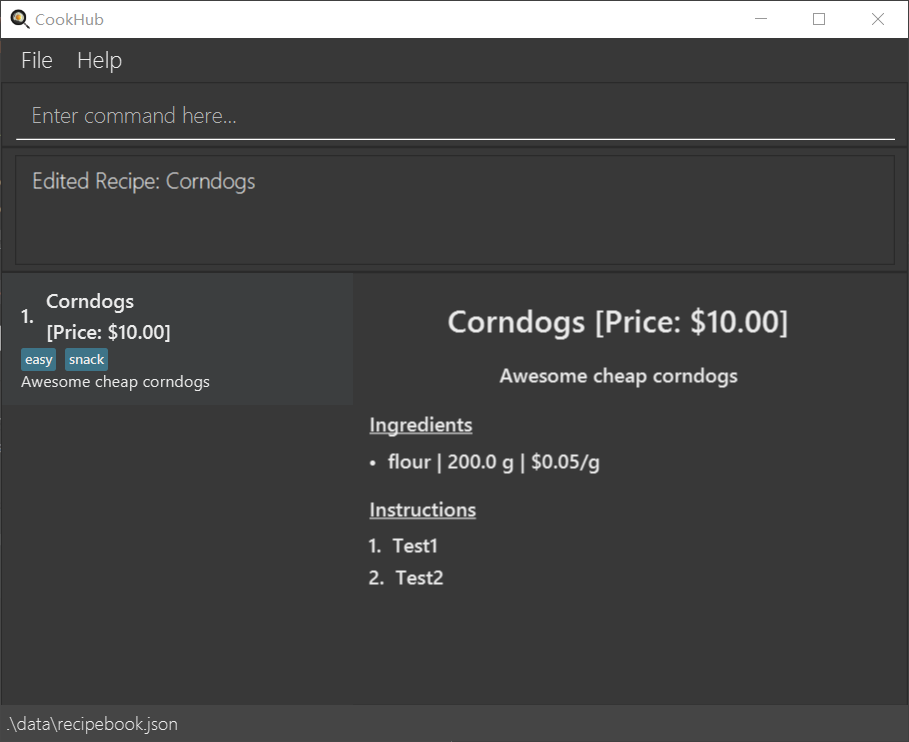 CookHub
File Help
Enter command here...
Edited Recipe: Corndogs
1. Corndogs
[Price: $10.00]
easy snack
Awesome cheap corndogs
Corndogs [Price: $10.00]
Awesome cheap corndogs
Ingredients
• flour | 200.0 g | $0.05/g
Instructions
1. Test1
2. Test2
.\data\recipebook.json